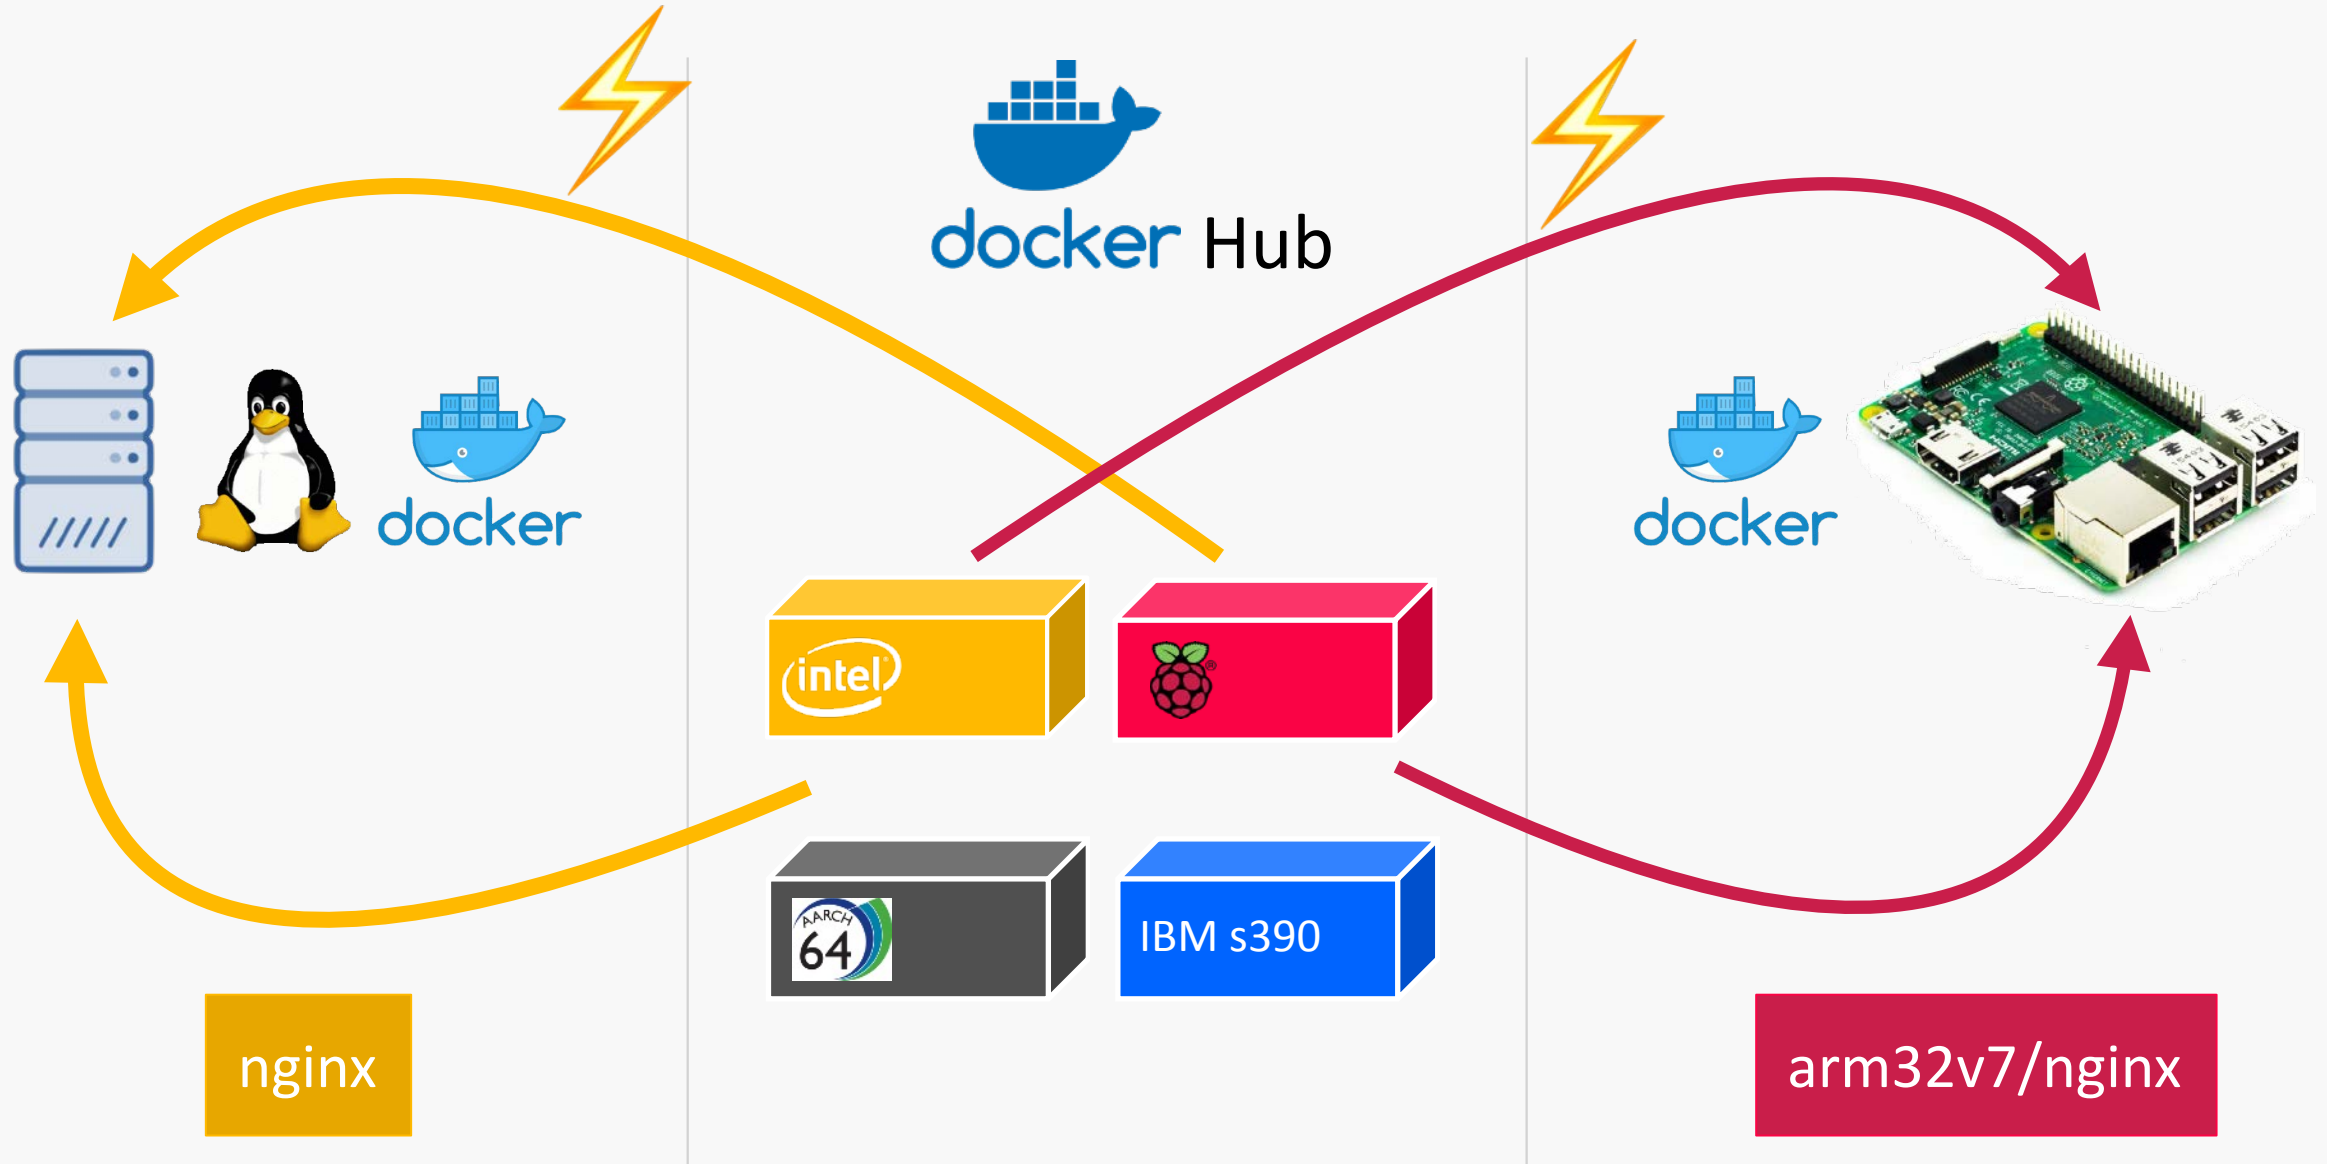 docker Hub
docker
docker
intel
®
AARCH
64
IBM s390
nginx
arm32v7/nginx